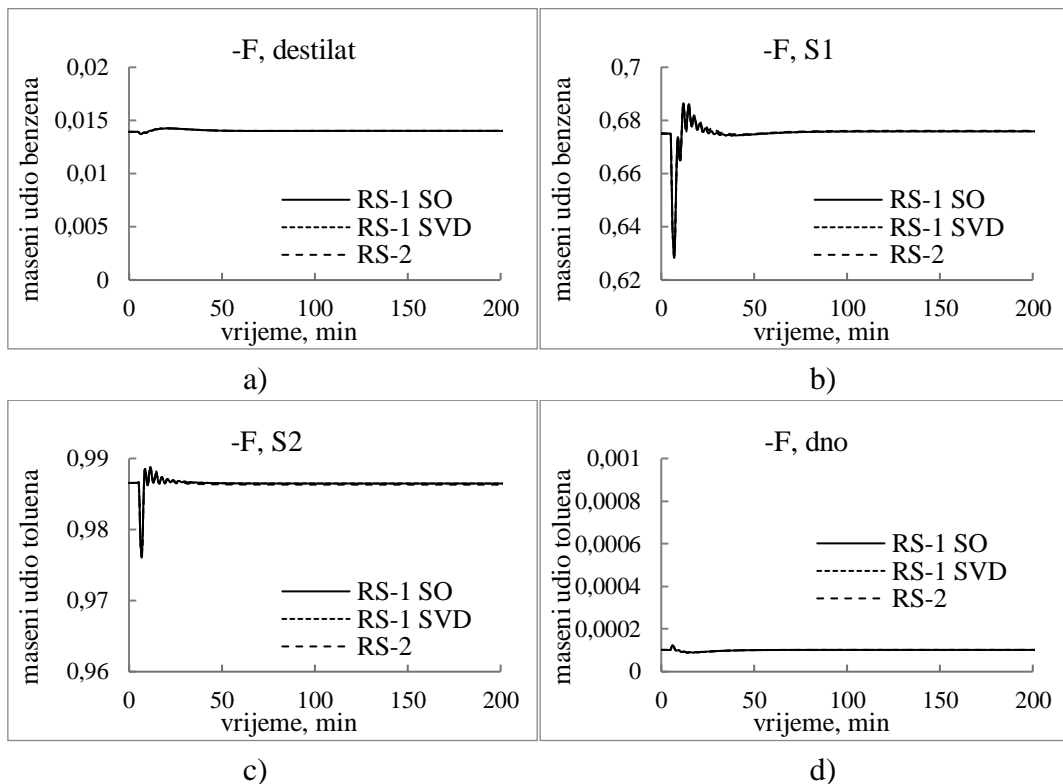 -F, destilat
maseni udio benzena
0,02
0,015
0,01
0,005
0
RS-1 SO
RS-1 SVD
RS-2
0 50 100 150 200
vrijeme, min
a)
-F, S1
maseni udio benzena
0,7
0,68
0,66
0,64
0,62
RS-1 SO
RS-1 SVD
RS-2
0 50 100 150 200
vrijeme, min
b)
-F, S2
maseni udio toluena
0,99
0,98
0,97
0,96
RS-1 SO
RS-1 SVD
RS-2
0 50 100 150 200
vrijeme, min
c)
-F, dno
maseni udio toluena
0,001
0,0008
0,0006
0,0004
0,0002
0
RS-1 SO
RS-1 SVD
RS-2
0 50 100 150 200
vrijeme, min
d)